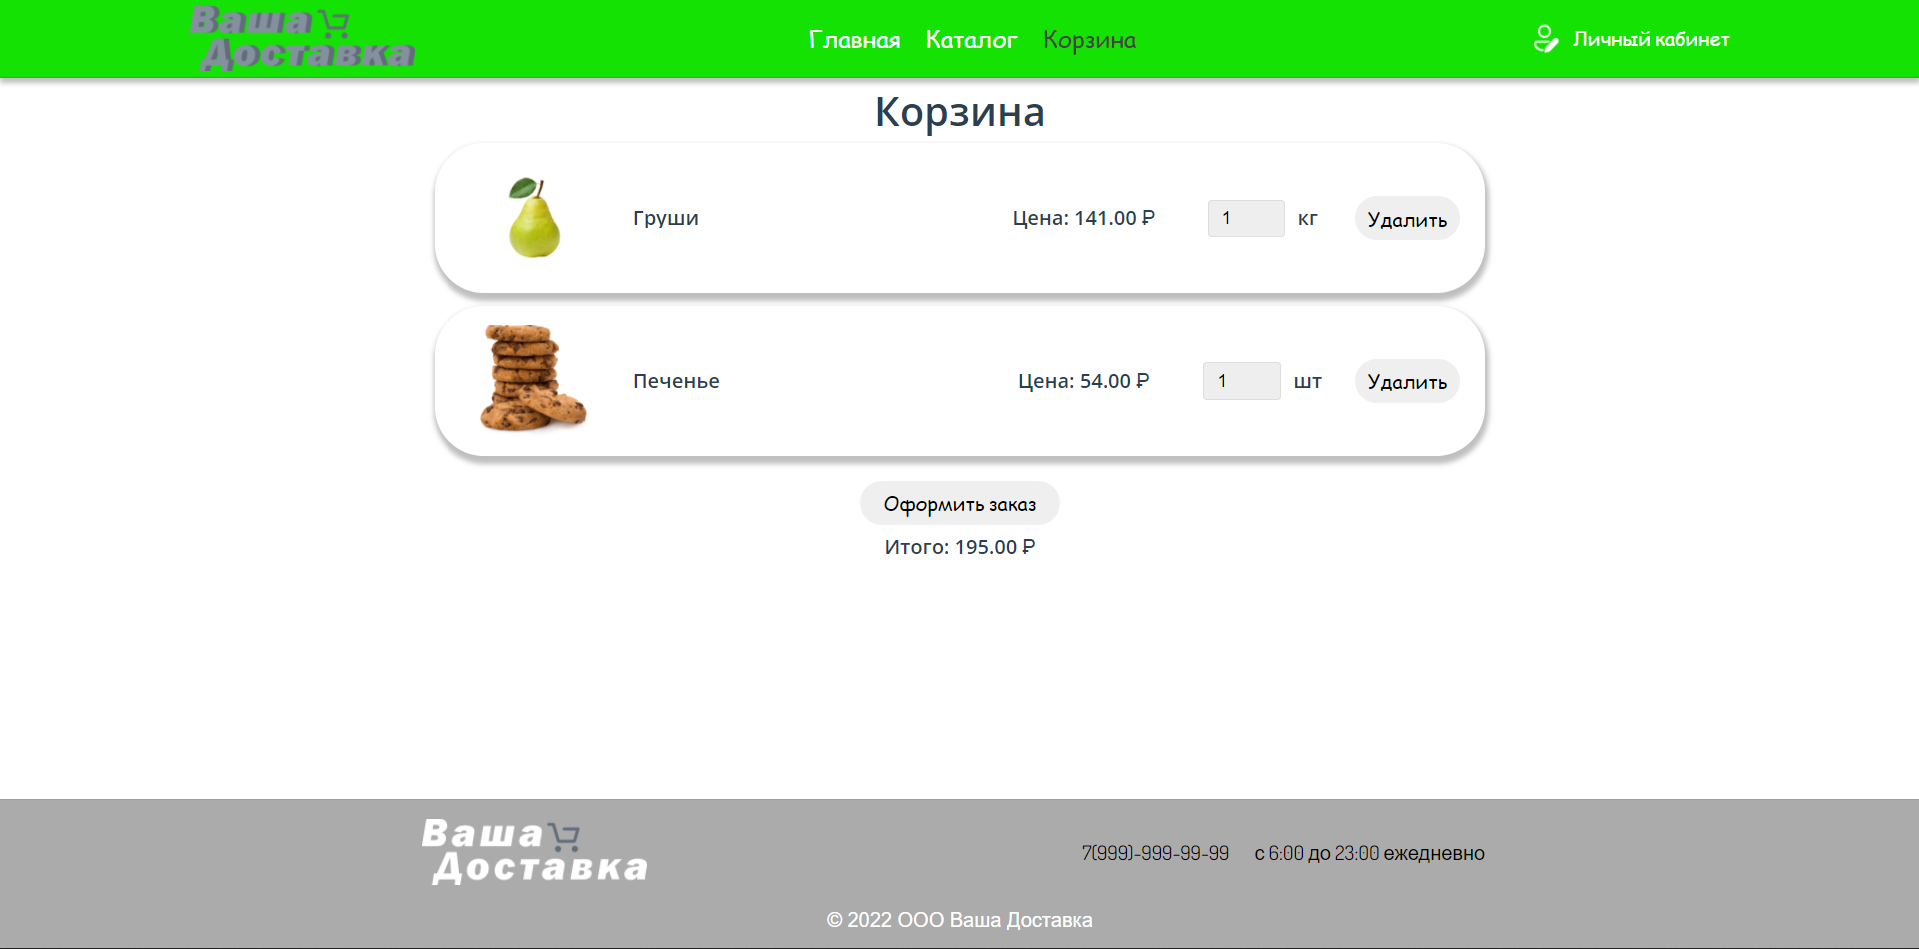 Ваша
Доставка
Главная Каталог Корзина
Личный кабинет
Корзина
Груши Цена: 141.00 ₽ 1 кг Удалить
Печенье Цена: 54.00 ₽ 1 шт Удалить
Оформить заказ
Итого: 195.00 ₽
Ваша
Доставка
7(999)-999-99-99 с 6:00 до 23:00 ежедневно
© 2022 ООО Ваша Доставка